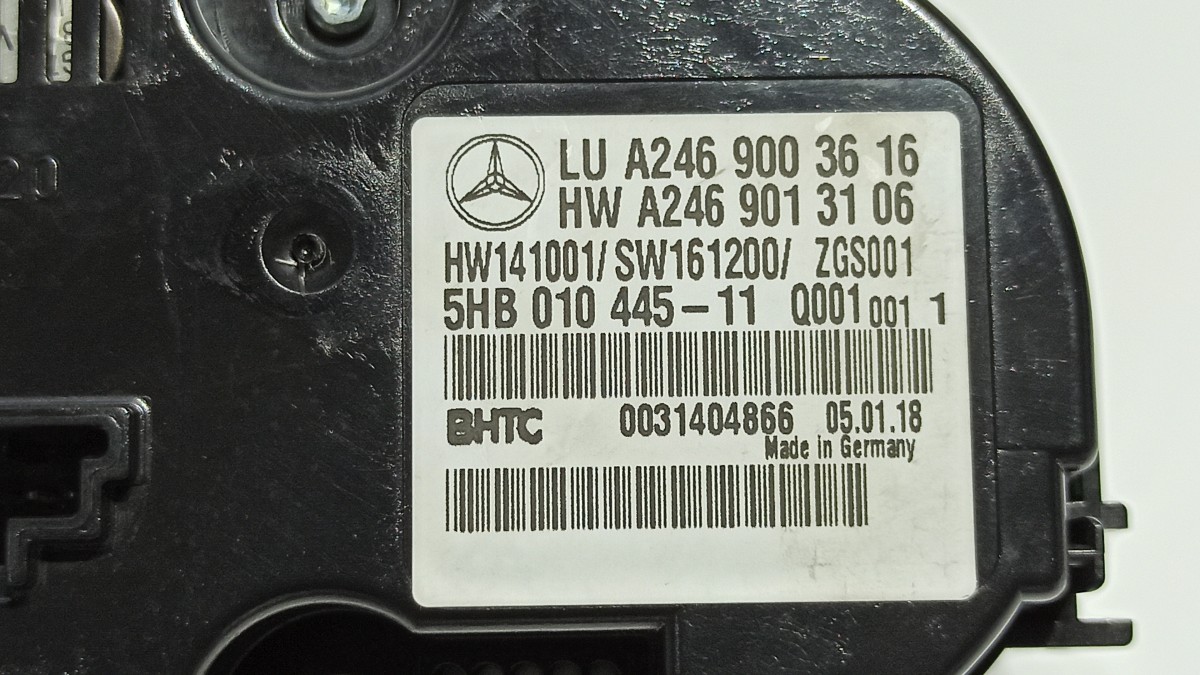 20
LU A246 900 36 16
HW A246 901 31 06
HW141001/ SW161200/ ZGS001
5HB 010 445-11 Q001 001 1
BHTC 0031404866 05.01.18
Made in Germany